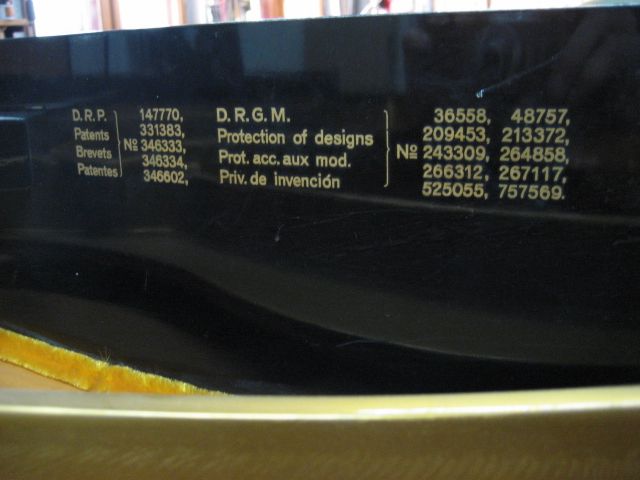 D.R.P. 147770,
Patents 331383,
Brevets № 346333,
Patentes 346334,
346602,
D.R.G.M. 36558, 48757,
Protection of designs 209453, 213372,
Prot. acc. aux mod. № 243309, 264858,
Priv. de invención 266312, 267117,
525055, 757569.